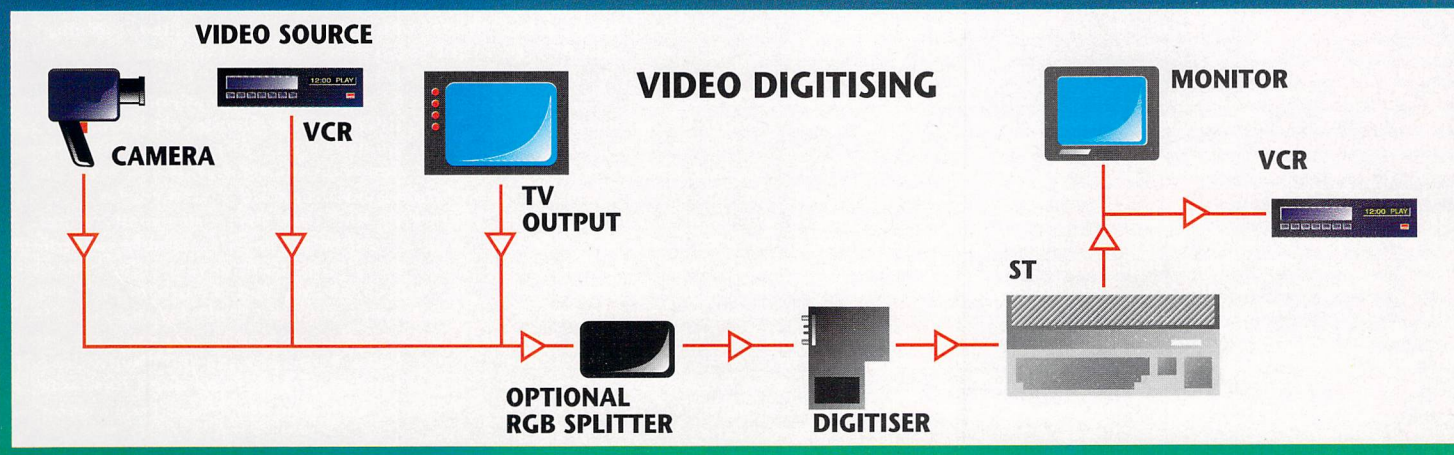 VIDEO SOURCE
12:00 PLAY
VCR
CAMERA
TV
OUTPUT
VIDEO DIGITISING
MONITOR
VCR
12:00 PLAY
ST
OPTIONAL
RGB SPLITTER
DIGITISER